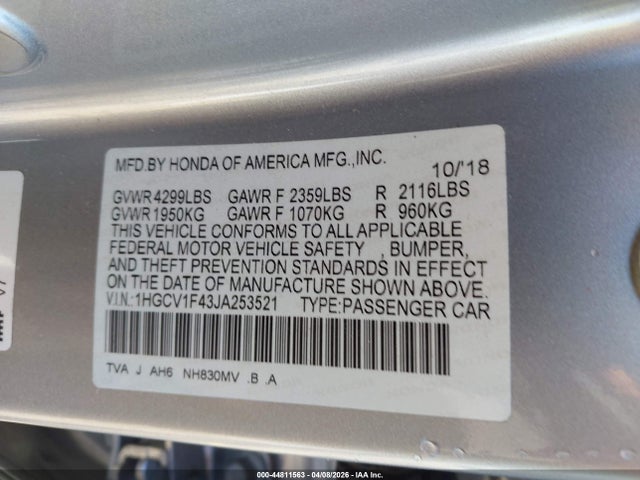 MFD.BY HONDA OF AMERICA MFG.,INC. 10/'18
GVWR 4299LBS GAWR F 2359LBS R 2116LBS
GVWR 1950KG GAWR F 1070KG R 960KG
THIS VEHICLE CONFORMS TO ALL APPLICABLE
FEDERAL MOTOR VEHICLE SAFETY , BUMPER,
AND THEFT PREVENTION STANDARDS IN EFFECT
ON THE DATE OF MANUFACTURE SHOWN ABOVE.
V.I.N.:1HGCV1F43JA253521 TYPE:PASSENGER CAR
TVA J AH6 NH830MV .B .A
000-44811563 | 04/08/2026 | IAA Inc.